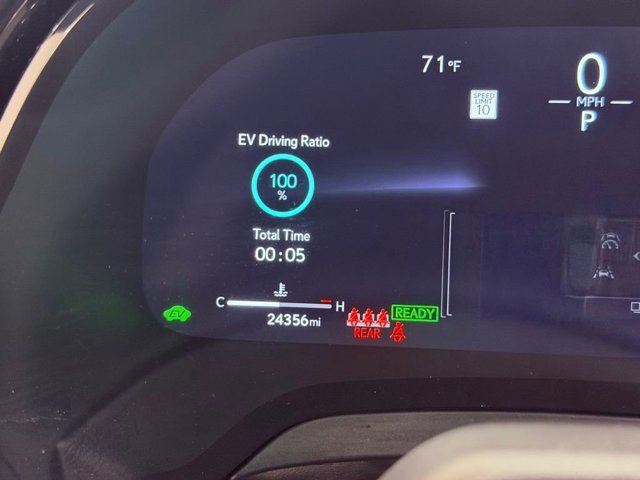 71°F
0
SPEED
LIMIT
10
MPH
P
EV Driving Ratio
100
%
Total Time
00:05
C H
EV
24356mi
READY
REAR